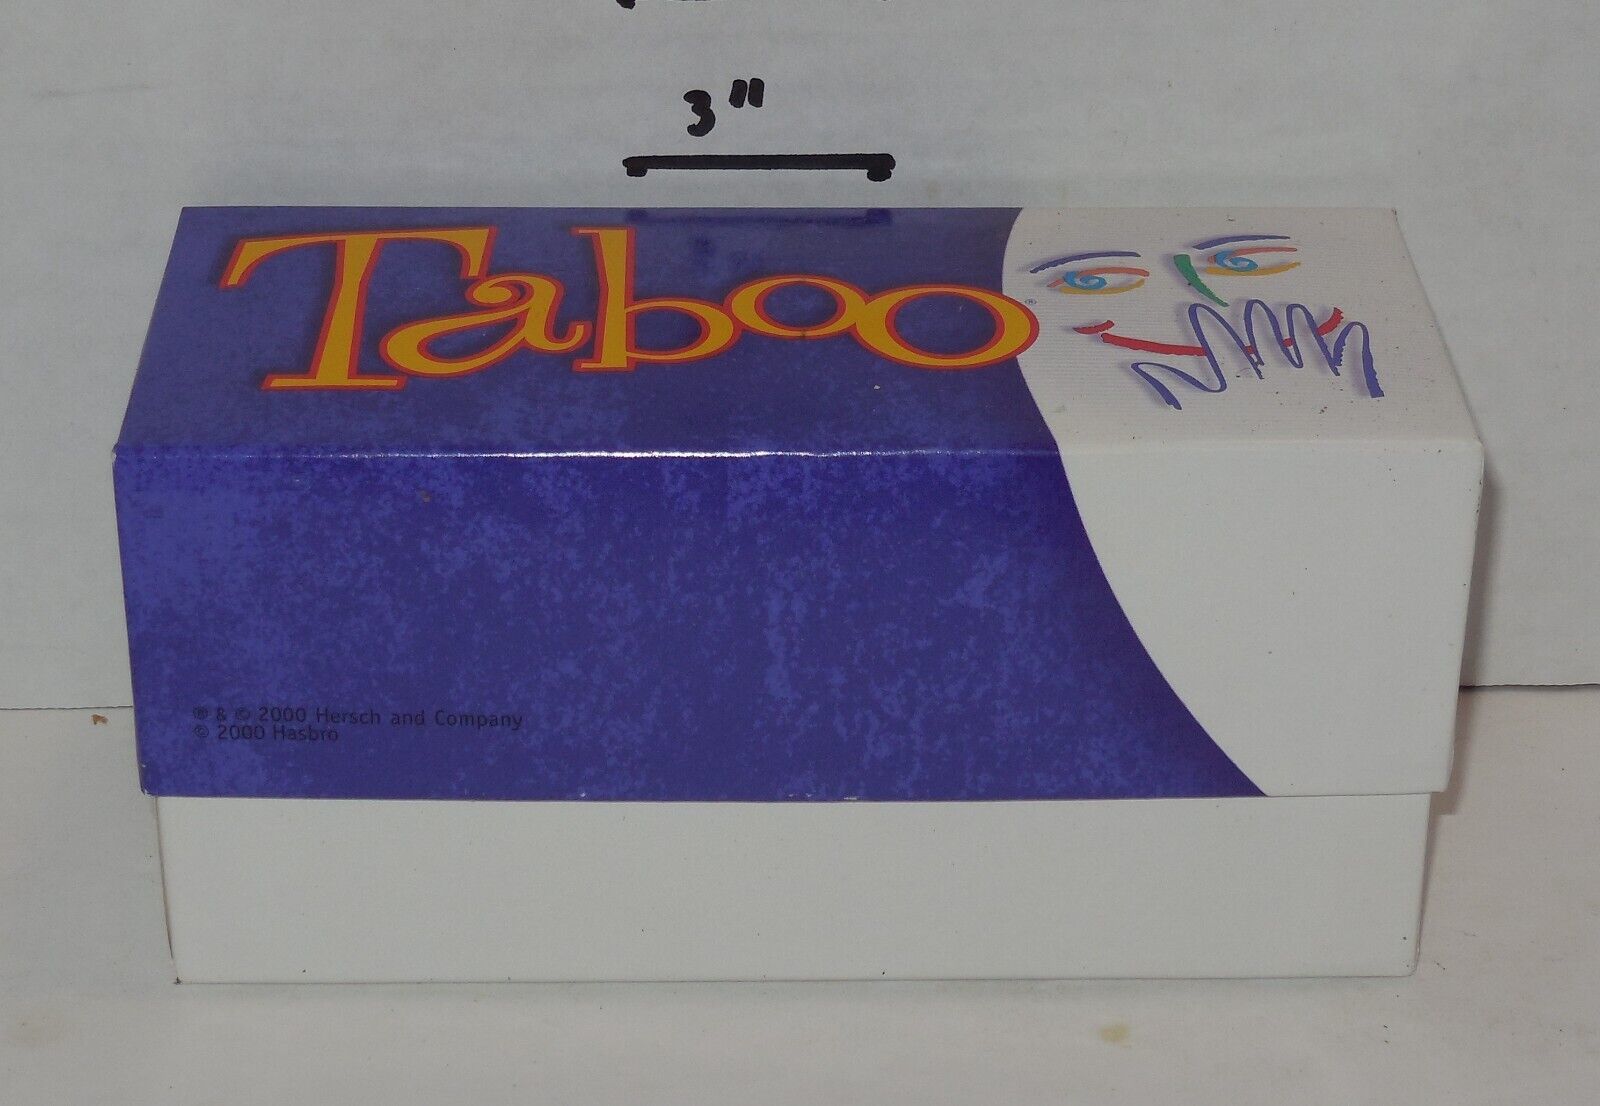 3"
Taboo®
® & © 2000 Hersch and Company
© 2000 Hasbro